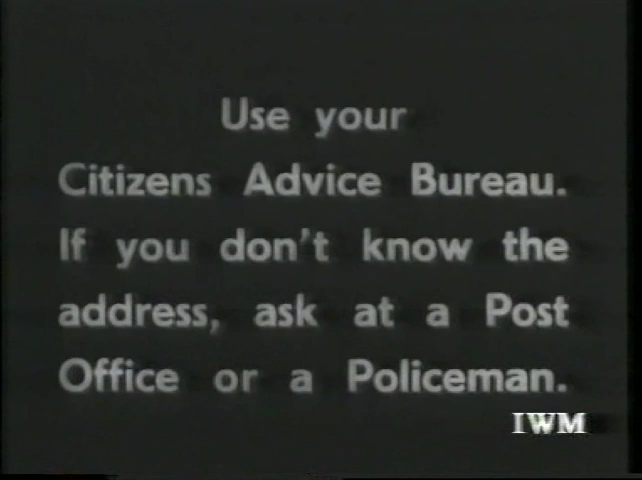 Use your
Citizens Advice Bureau.
If you don't know the
address, ask at a Post
Office or a Policeman.
IWM